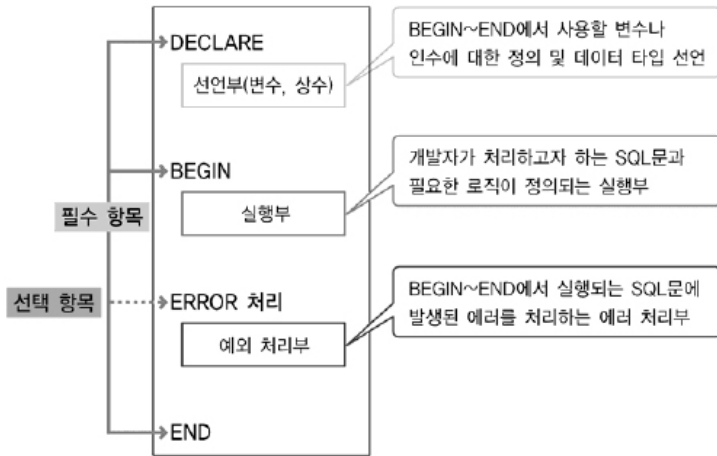 DECLARE
선언부(변수, 상수)
BEGIN~END에서 사용할 변수나
인수에 대한 정의 및 데이터 타입 선언
BEGIN
실행부
개발자가 처리하고자 하는 SQL문과
필요한 로직이 정의되는 실행부
필수 항목
선택 항목
ERROR 처리
예외 처리부
BEGIN~END에서 실행되는 SQL문에
발생된 에러를 처리하는 에러 처리부
END